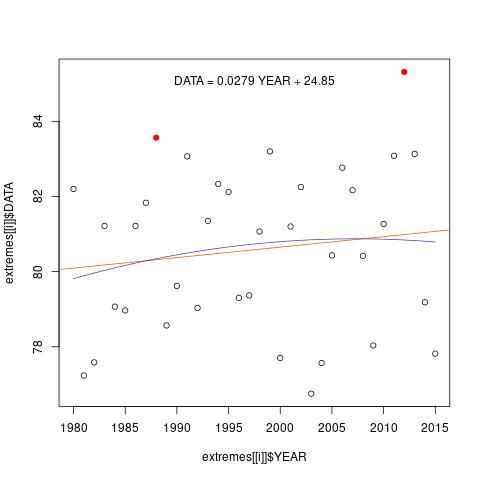 DATA = 0.0279 YEAR + 24.85
84
82
80
78
extremes[[i]]$DATA
1980 1985 1990 1995 2000 2005 2010 2015
extremes[[i]]$YEAR